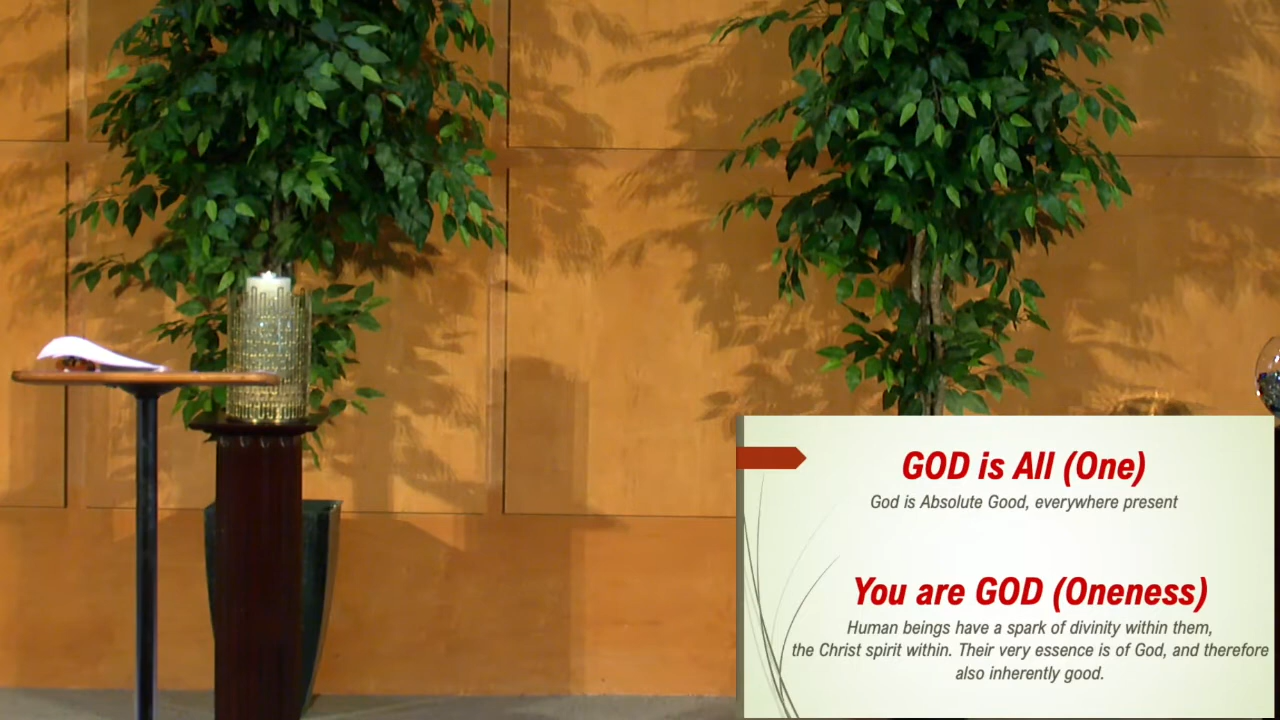 GOD is All (One)
God is Absolute Good, everywhere present
You are GOD (Oneness)
Human beings have a spark of divinity within them,
the Christ spirit within. Their very essence is of God, and therefore
also inherently good.